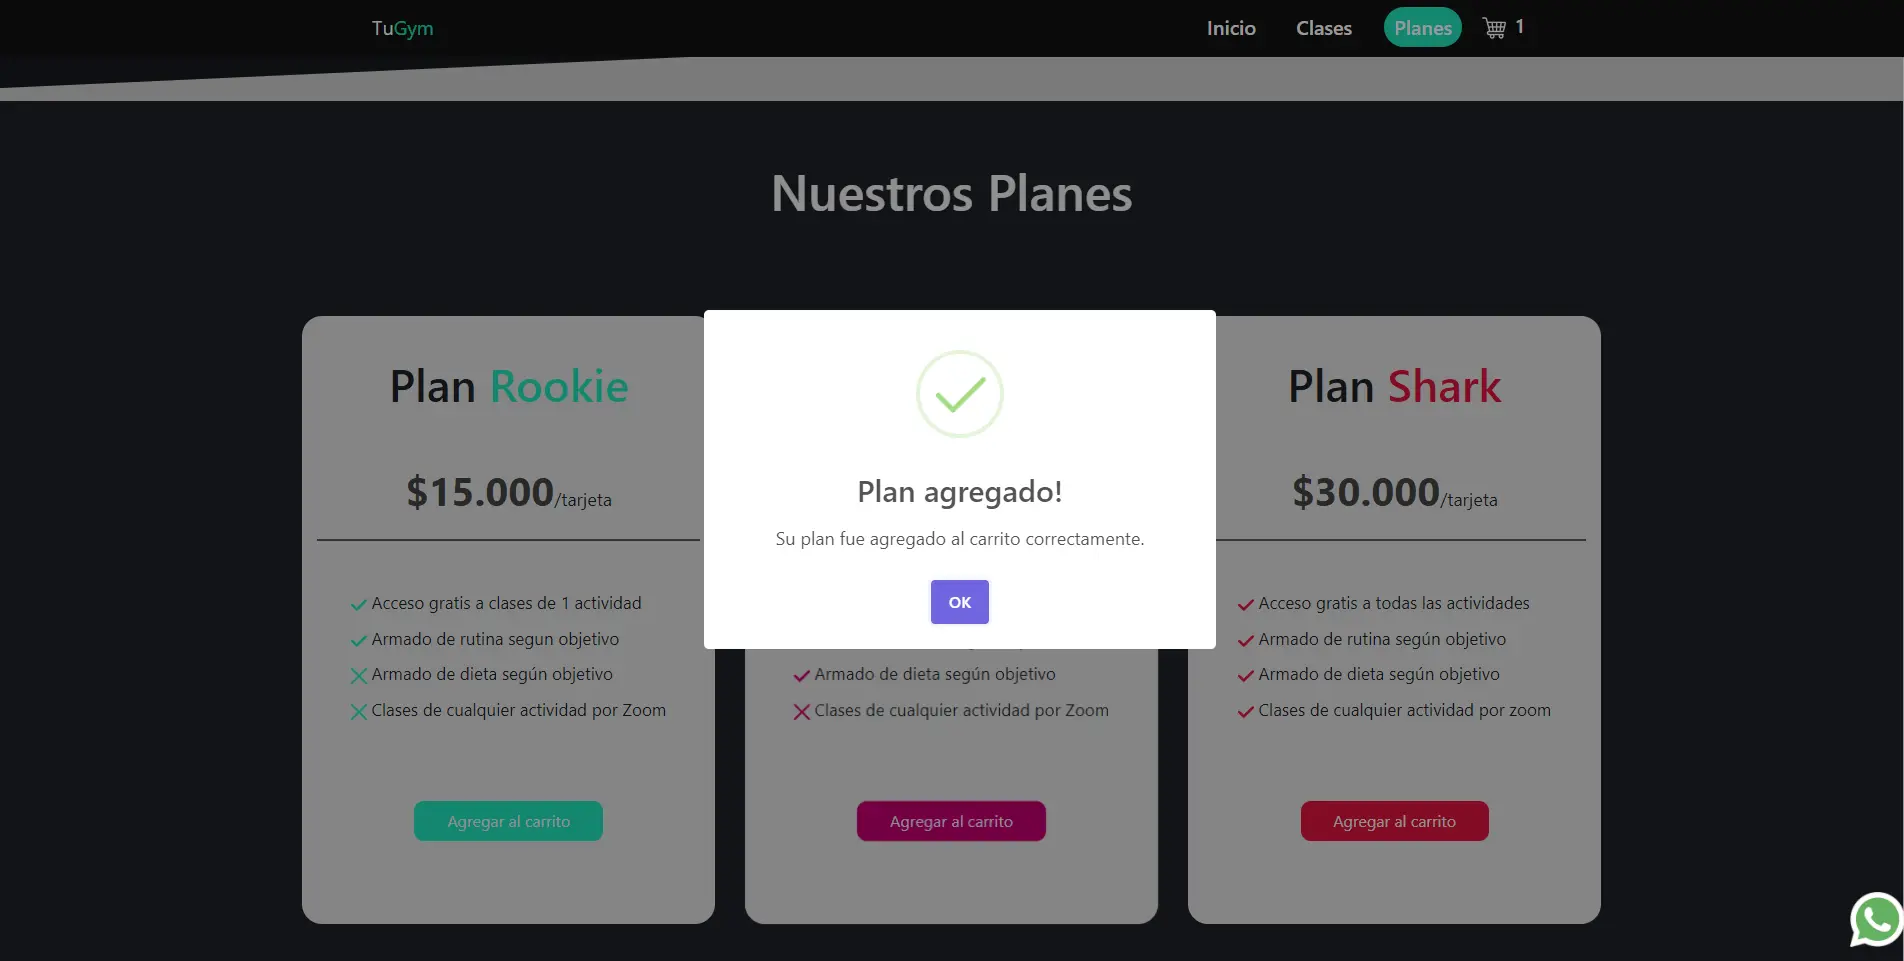 TuGym
Inicio
Clases
Planes
1
Nuestros Planes
Plan Rookie
$15.000/tarjeta
Acceso gratis a clases de 1 actividad
Armado de rutina segun objetivo
Armado de dieta según objetivo
Clases de cualquier actividad por Zoom
Agregar al carrito
Plan agregado!
Su plan fue agregado al carrito correctamente.
OK
Armado de dieta según objetivo
Clases de cualquier actividad por Zoom
Agregar al carrito
Plan Shark
$30.000/tarjeta
Acceso gratis a todas las actividades
Armado de rutina según objetivo
Armado de dieta según objetivo
Clases de cualquier actividad por zoom
Agregar al carrito